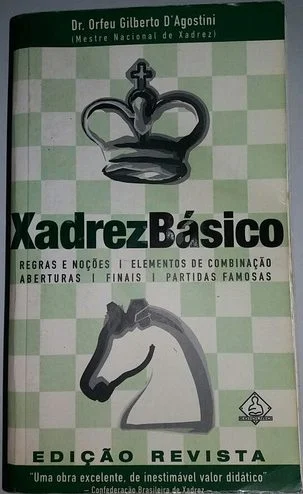 Dr. Orfeu Gilberto D'Agostini
(Mestre Nacional de Xadrez)
XadrezBásico
REGRAS E NOÇÕES | ELEMENTOS DE COMBINAÇÃO
ABERTURAS | FINAIS | PARTIDAS FAMOSAS
EDIÇÃO REVISTA
"Uma obra excelente, de inestimável valor didático"
– Confederação Brasileira de Xadrez –